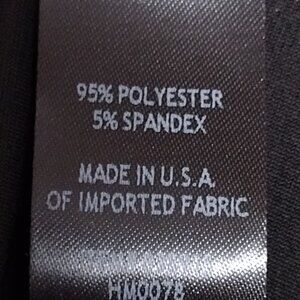 95% POLYESTER
5% SPANDEX
MADE IN U.S.A.
OF IMPORTED FABRIC
HM0078